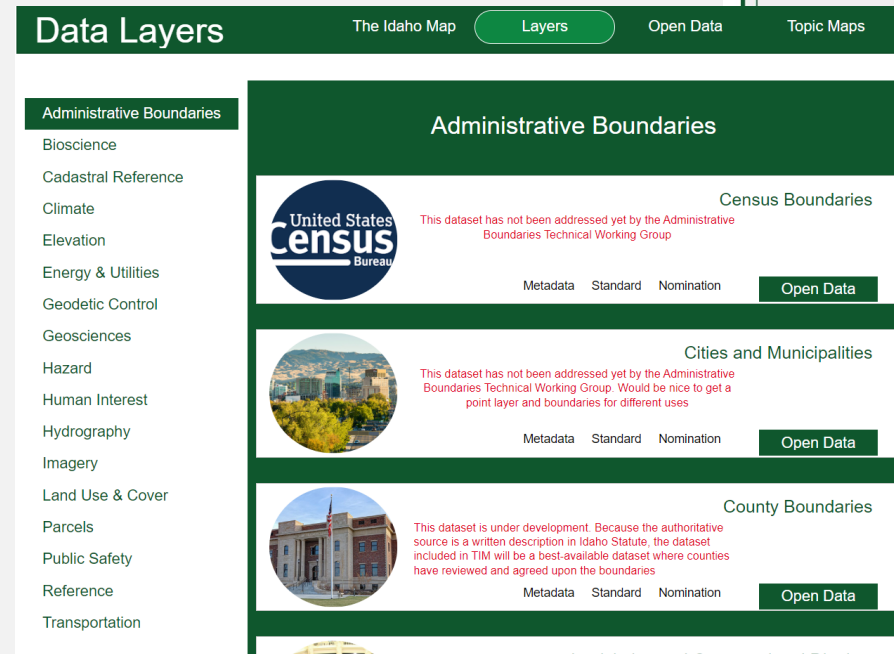 Data Layers
The Idaho Map
Layers
Open Data
Topic Maps
Administrative Boundaries
Bioscience
Cadastral Reference
Climate
Elevation
Energy & Utilities
Geodetic Control
Geosciences
Hazard
Human Interest
Hydrography
Imagery
Land Use & Cover
Parcels
Public Safety
Reference
Transportation
Administrative Boundaries
United States
Census
Bureau
Census Boundaries
This dataset has not been addressed yet by the Administrative
Boundaries Technical Working Group
Metadata Standard Nomination
Open Data
Cities and Municipalities
This dataset has not been addressed yet by the Administrative
Boundaries Technical Working Group. Would be nice to get a
point layer and boundaries for different uses
Metadata Standard Nomination
Open Data
County Boundaries
This dataset is under development. Because the authoritative
source is a written description in Idaho Statute, the dataset
included in TIM will be a best-available dataset where counties
have reviewed and agreed upon the boundaries
Metadata Standard Nomination
Open Data